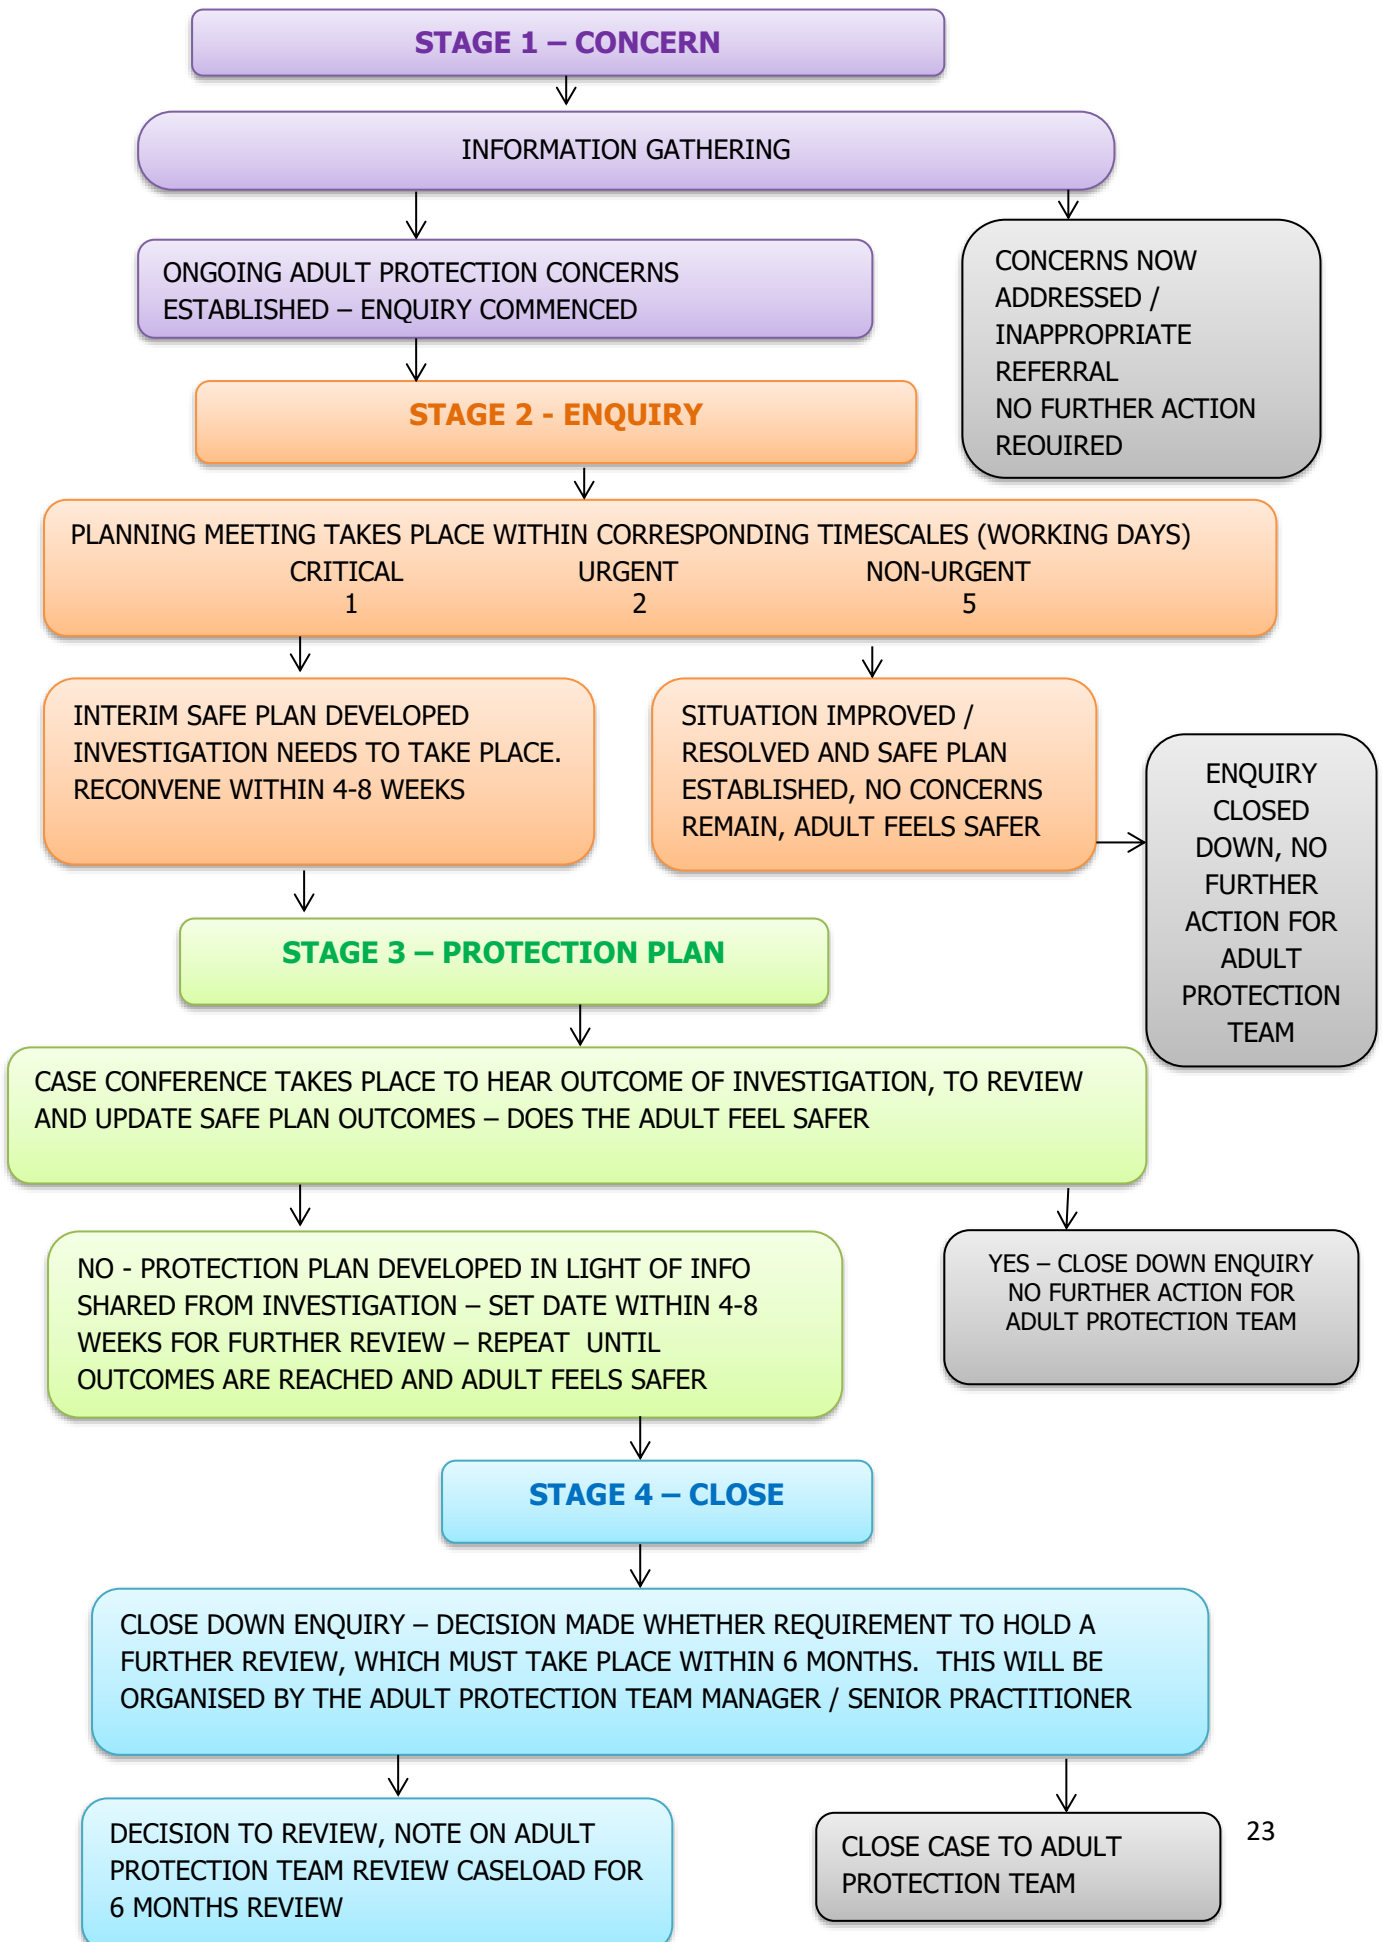 STAGE 1 – CONCERN
INFORMATION GATHERING
ONGOING ADULT PROTECTION CONCERNS
ESTABLISHED – ENQUIRY COMMENCED
CONCERNS NOW
ADDRESSED /
INAPPROPRIATE
REFERRAL
NO FURTHER ACTION
REQUIRED
STAGE 2 - ENQUIRY
PLANNING MEETING TAKES PLACE WITHIN CORRESPONDING TIMESCALES (WORKING DAYS)
CRITICAL URGENT NON-URGENT
1 2 5
INTERIM SAFE PLAN DEVELOPED
INVESTIGATION NEEDS TO TAKE PLACE.
RECONVENE WITHIN 4-8 WEEKS
SITUATION IMPROVED /
RESOLVED AND SAFE PLAN
ESTABLISHED, NO CONCERNS
REMAIN, ADULT FEELS SAFER
ENQUIRY
CLOSED
DOWN, NO
FURTHER
ACTION FOR
ADULT
PROTECTION
TEAM
STAGE 3 – PROTECTION PLAN
CASE CONFERENCE TAKES PLACE TO HEAR OUTCOME OF INVESTIGATION, TO REVIEW
AND UPDATE SAFE PLAN OUTCOMES – DOES THE ADULT FEEL SAFER
NO - PROTECTION PLAN DEVELOPED IN LIGHT OF INFO
SHARED FROM INVESTIGATION – SET DATE WITHIN 4-8
WEEKS FOR FURTHER REVIEW – REPEAT UNTIL
OUTCOMES ARE REACHED AND ADULT FEELS SAFER
YES – CLOSE DOWN ENQUIRY
NO FURTHER ACTION FOR
ADULT PROTECTION TEAM
STAGE 4 – CLOSE
CLOSE DOWN ENQUIRY – DECISION MADE WHETHER REQUIREMENT TO HOLD A
FURTHER REVIEW, WHICH MUST TAKE PLACE WITHIN 6 MONTHS. THIS WILL BE
ORGANISED BY THE ADULT PROTECTION TEAM MANAGER / SENIOR PRACTITIONER
DECISION TO REVIEW, NOTE ON ADULT
PROTECTION TEAM REVIEW CASELOAD FOR
6 MONTHS REVIEW
CLOSE CASE TO ADULT
PROTECTION TEAM
23